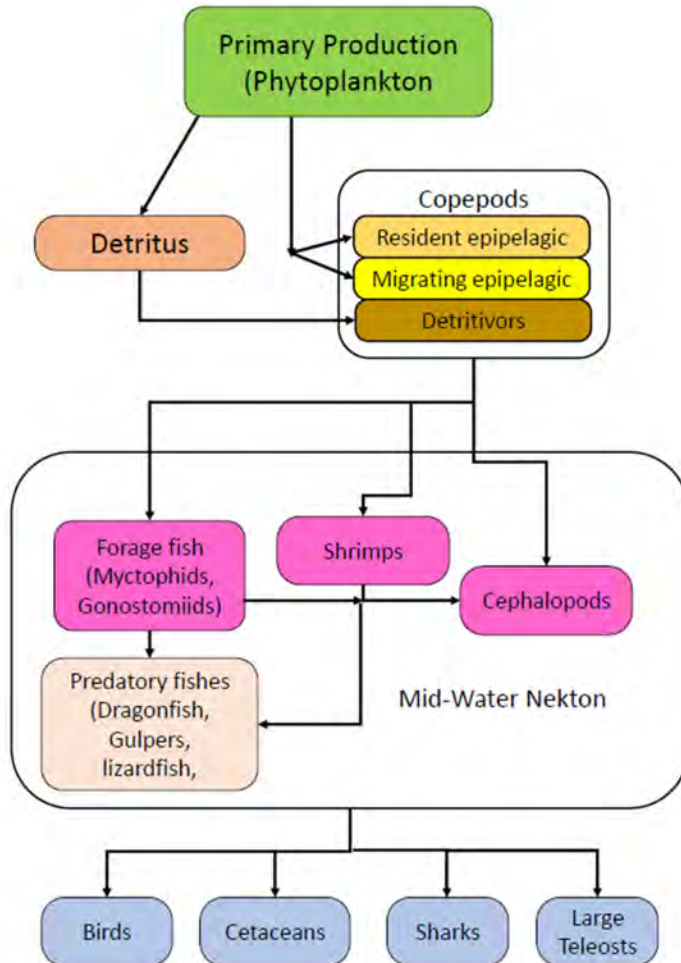 Primary Production
(Phytoplankton
Copepods
Resident epipelagic
Detritus
Migrating epipelagic
Detritivors
Forage fish
(Myctophids,
Gonostomiids)
Shrimps
Cephalopods
Predatory fishes
(Dragonfish,
Gulpers,
lizardfish,
Mid-Water Nekton
Birds
Cetaceans
Sharks
Large
Teleosts